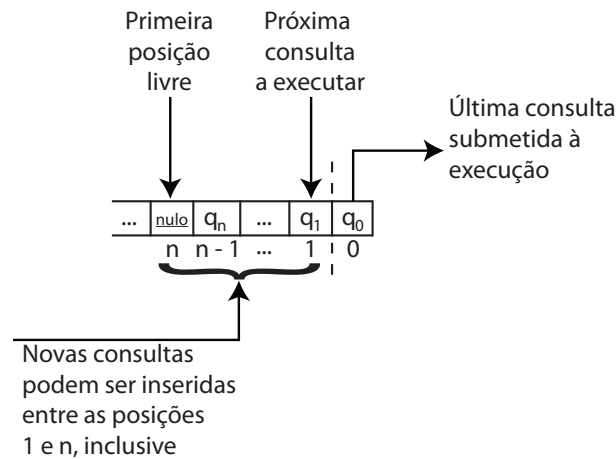 Primeira
posição
livre
Próxima
consulta
a executar
Última consulta
submetida à
execução
... nulo qn ... q1 q0
n n - 1 ... 1 0
Novas consultas
podem ser inseridas
entre as posições
1 e n, inclusive